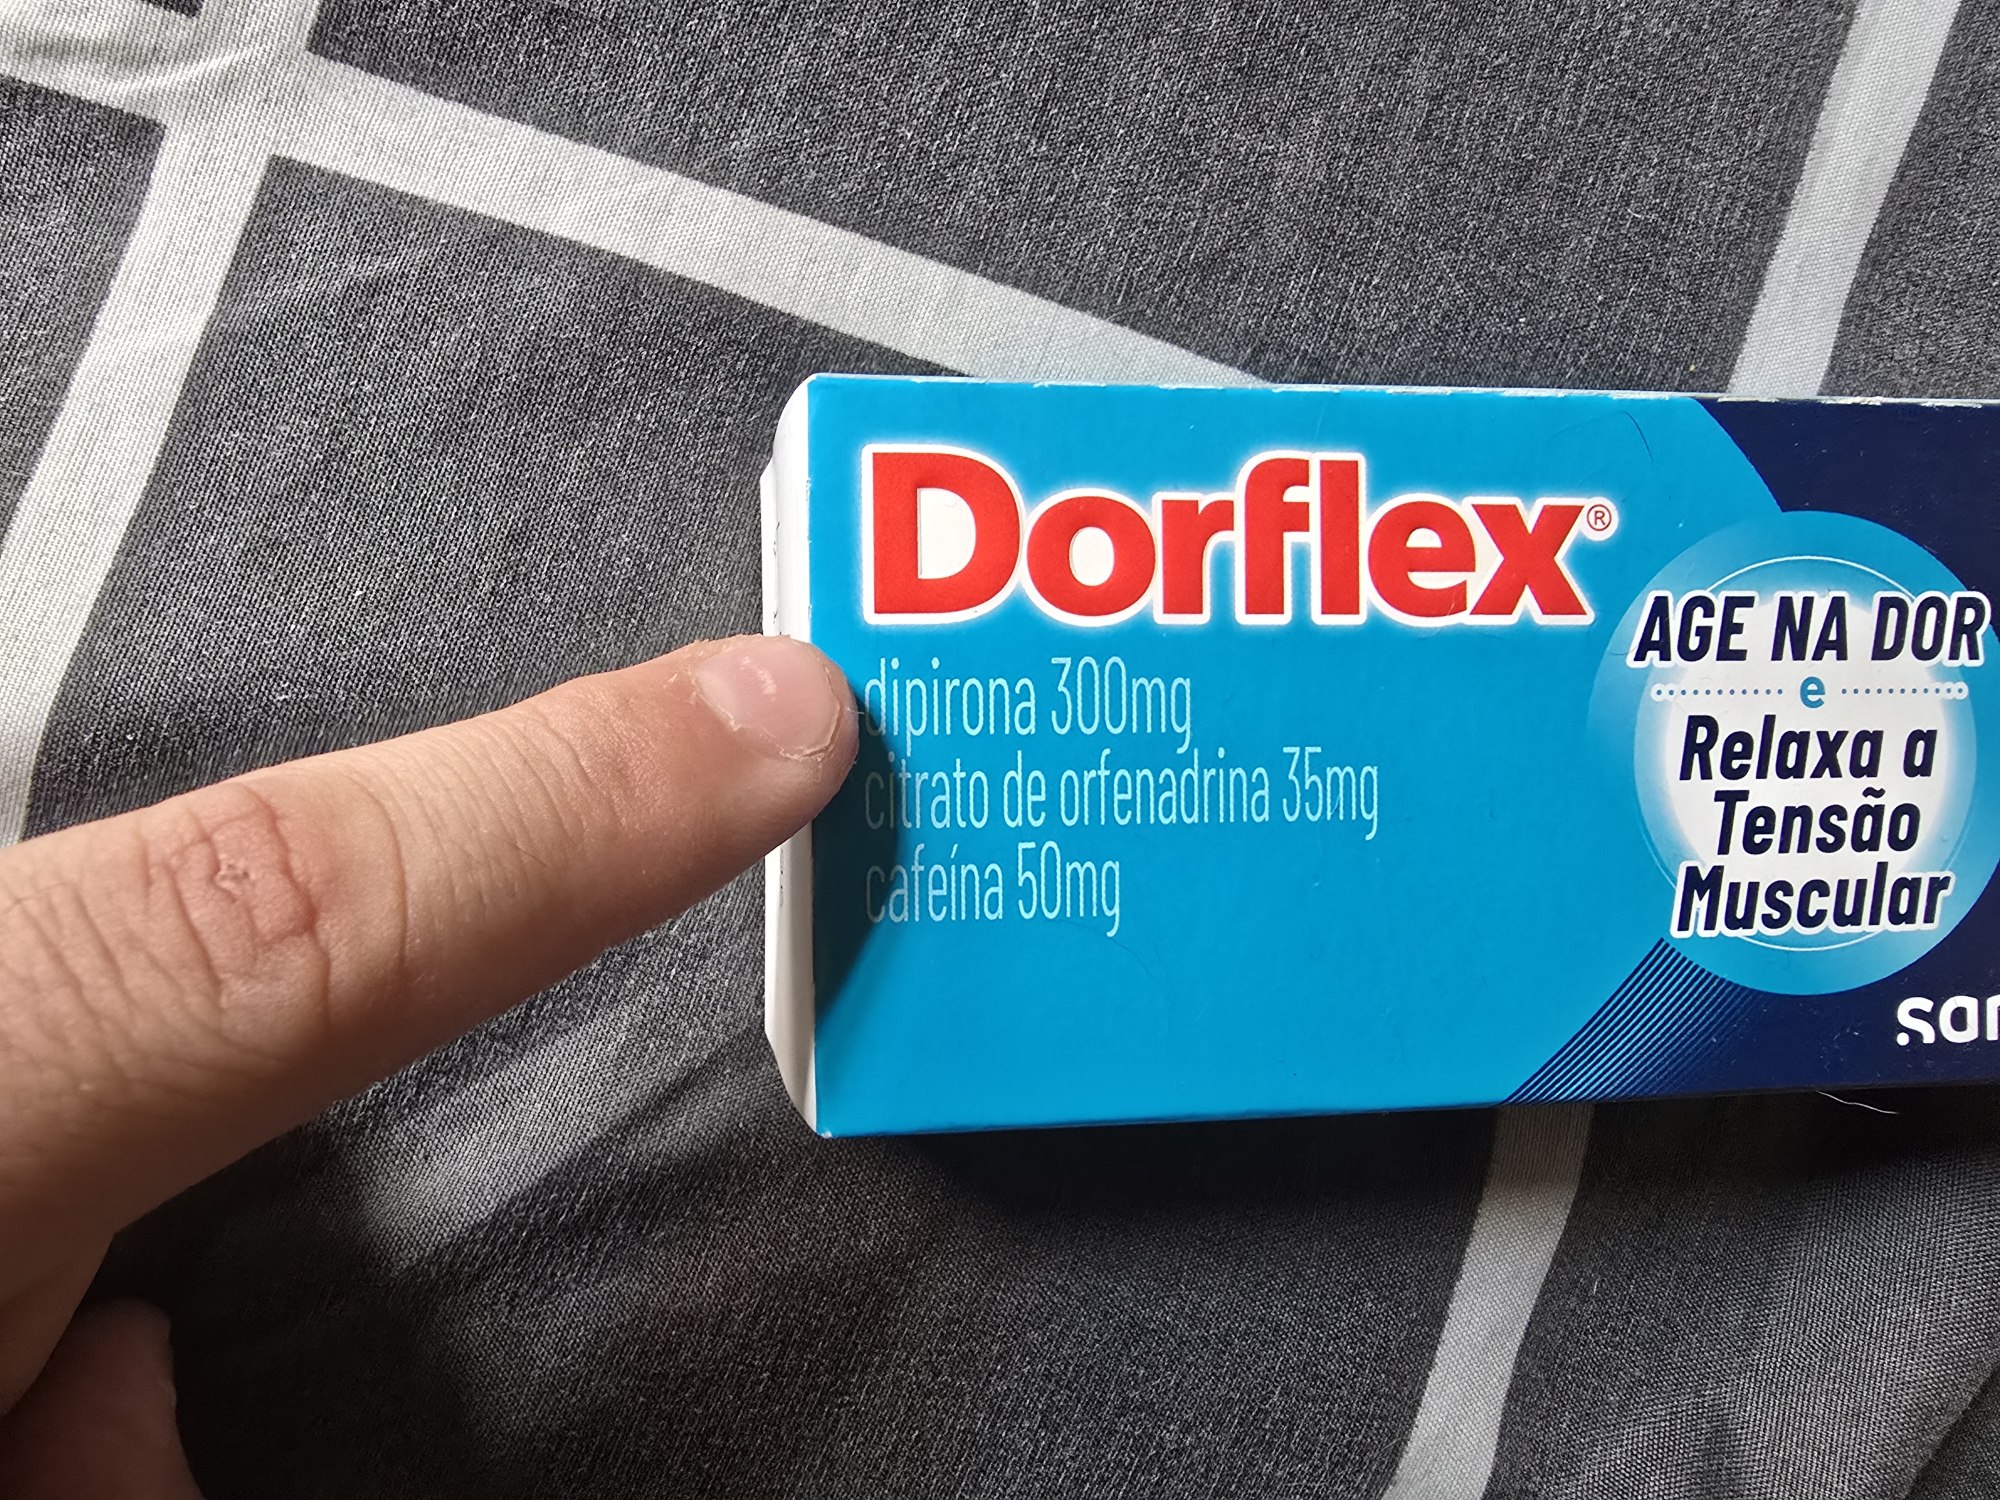 Dorflex®
dipirona 300mg
citrato de orfenadrina 35mg
cafeína 50mg
AGE NA DOR
e
Relaxa a
Tensão
Muscular